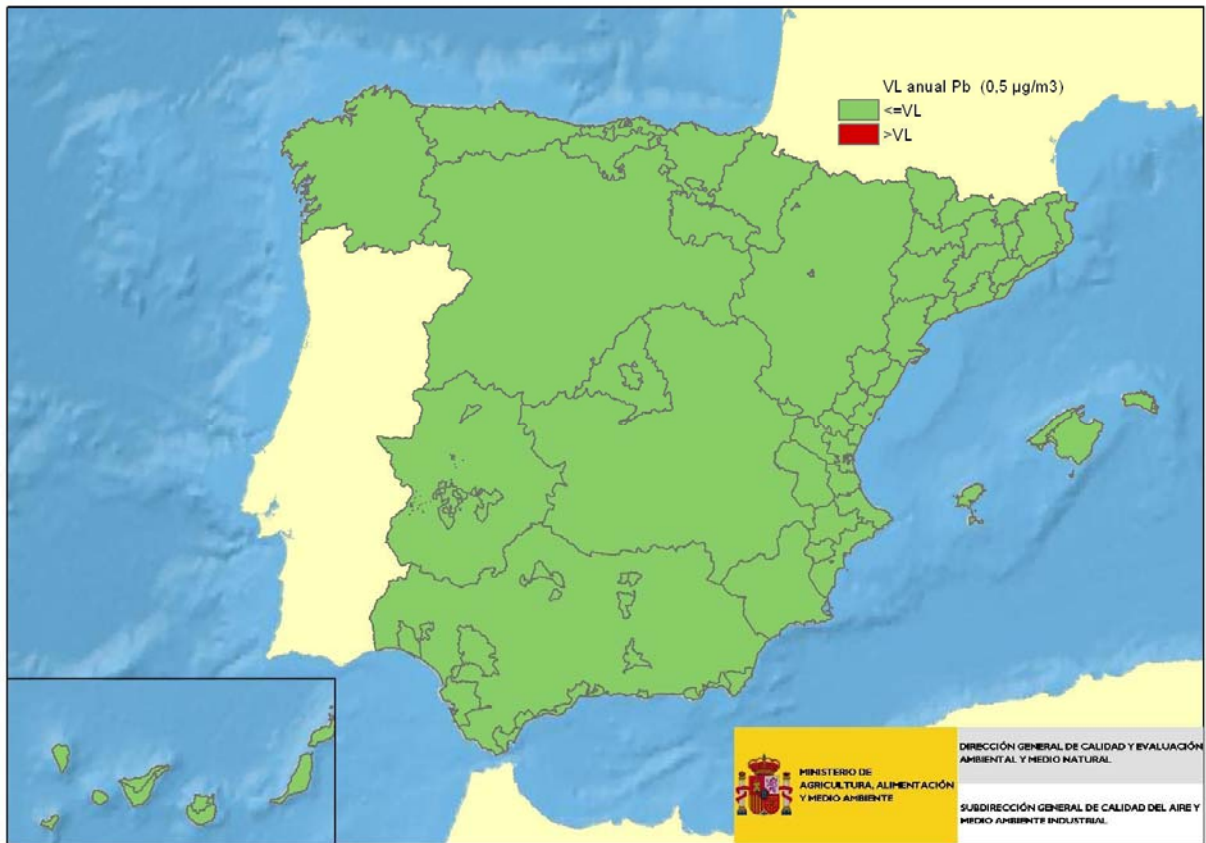 VL anual Pb (0,5 µg/m3)
<=VL
>VL
MINISTERIO DE
AGRICULTURA, ALIMENTACIÓN
Y MEDIO AMBIENTE
DIRECCIÓN GENERAL DE CALIDAD Y EVALUACIÓN
AMBIENTAL Y MEDIO NATURAL
SUBDIRECCIÓN GENERAL DE CALIDAD DEL AIRE Y
MEDIO AMBIENTE INDUSTRIAL